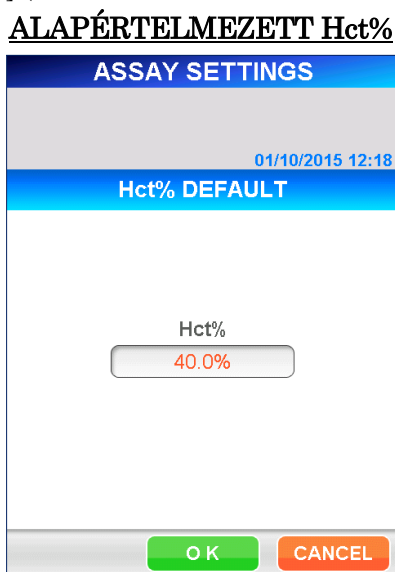 ALAPÉRTELMEZETT Hct%
ASSAY SETTINGS
01/10/2015 12:18
Hct% DEFAULT
Hct%
40.0%
O K
CANCEL